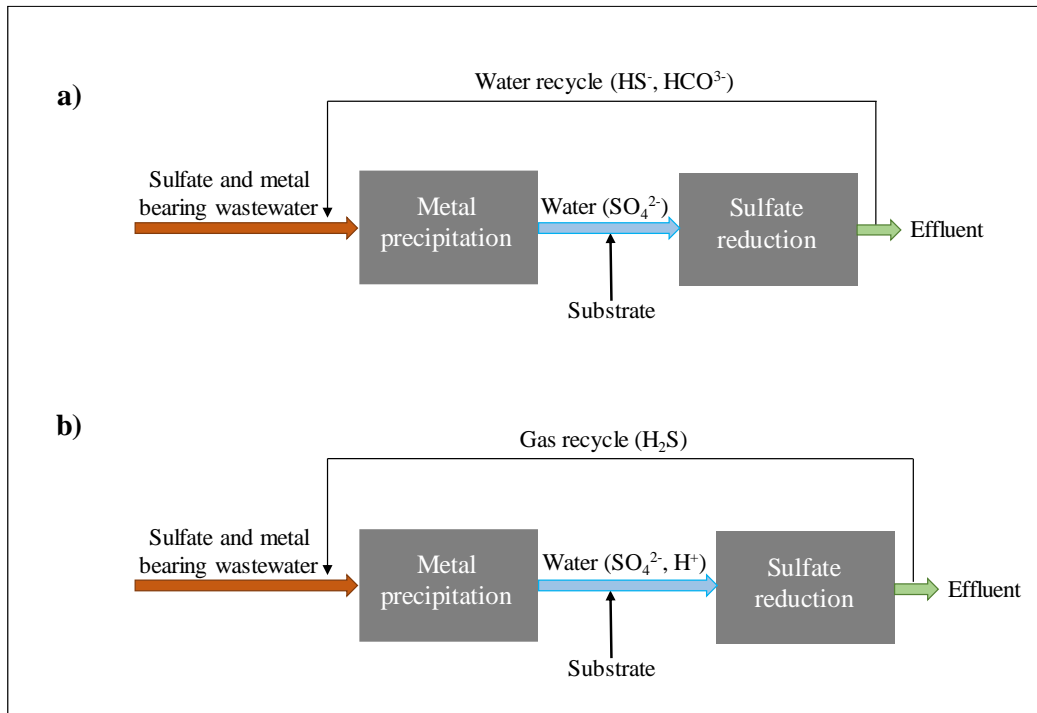 a)
Water recycle (HS⁻, HCO³⁻)
Sulfate and metal
bearing wastewater
Metal
precipitation
Water (SO₄²⁻)
Substrate
Sulfate
reduction
Effluent
b)
Gas recycle (H₂S)
Sulfate and metal
bearing wastewater
Metal
precipitation
Water (SO₄²⁻, H⁺)
Substrate
Sulfate
reduction
Effluent